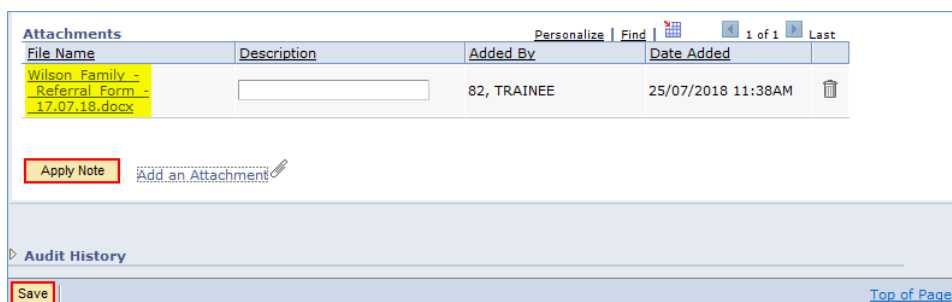 Attachments Personalize | Find | 1 of 1 Last
File Name Description Added By Date Added
Wilson Family -
Referral Form -
17.07.18.docx
82, TRAINEE 25/07/2018 11:38AM
Apply Note Add an Attachment
Audit History
Save Top of Page